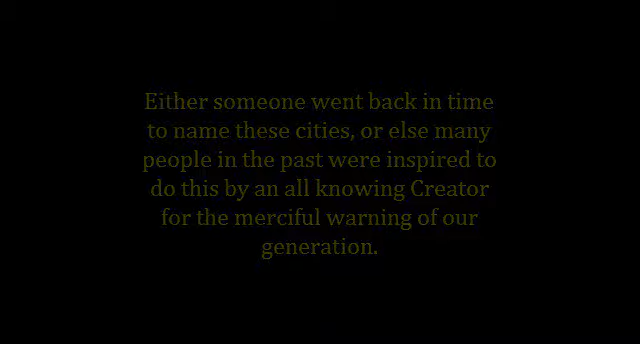 Either someone went back in time
to name these cities, or else many
people in the past were inspired to
do this by an all knowing Creator
for the merciful warning of our
generation.